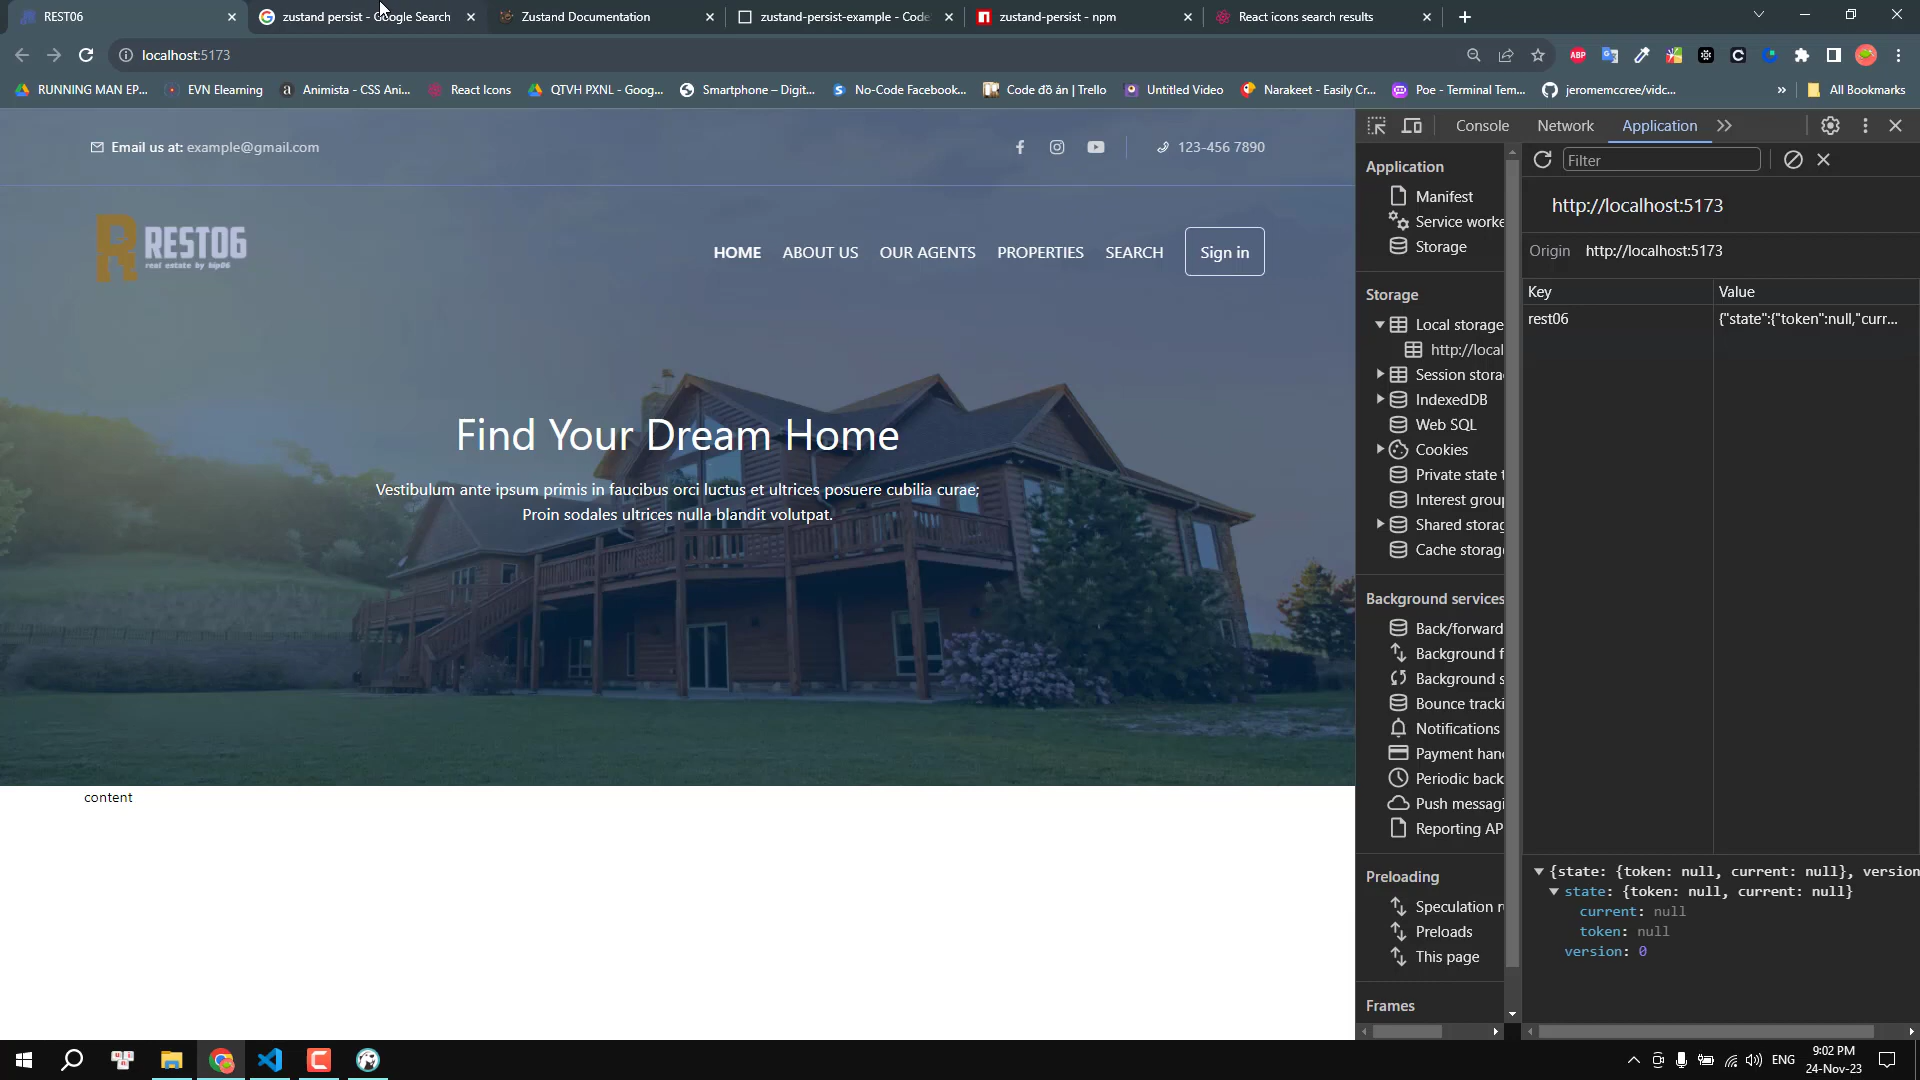 REST06
zustand persist - Google Search
Zustand Documentation
zustand-persist-example - Code
zustand-persist - npm
React icons search results
localhost:5173
ABP
RUNNING MAN EP...
EVN Elearning
Animista - CSS Ani...
React Icons
QTVH PXNL - Goog...
Smartphone – Digit...
No-Code Facebook...
Code đồ án | Trello
Untitled Video
Narakeet - Easily Cr...
Poe - Terminal Tem...
jeromemccree/vidc...
All Bookmarks
Email us at: example@gmail.com
123-456 7890
REST06
real estate by hip06
HOME ABOUT US OUR AGENTS PROPERTIES SEARCH Sign in
Find Your Dream Home
Vestibulum ante ipsum primis in faucibus orci luctus et ultrices posuere cubilia curae;
Proin sodales ultrices nulla blandit volutpat.
content
Console Network Application
Application
Manifest
Service worke
Storage
Storage
Local storage
http://local
Session stora
IndexedDB
Web SQL
Cookies
Private state t
Interest group
Shared storag
Cache storage
Background services
Back/forward
Background f
Background s
Bounce tracki
Notifications
Payment hand
Periodic back
Push messagi
Reporting AP
Preloading
Speculation r
Preloads
This page
Frames
Filter
http://localhost:5173
Origin http://localhost:5173
Key Value
rest06 {"state":{"token":null,"curr...
{state: {token: null, current: null}, version
state: {token: null, current: null}
current: null
token: null
version: 0
ENG
9:02 PM
24-Nov-23